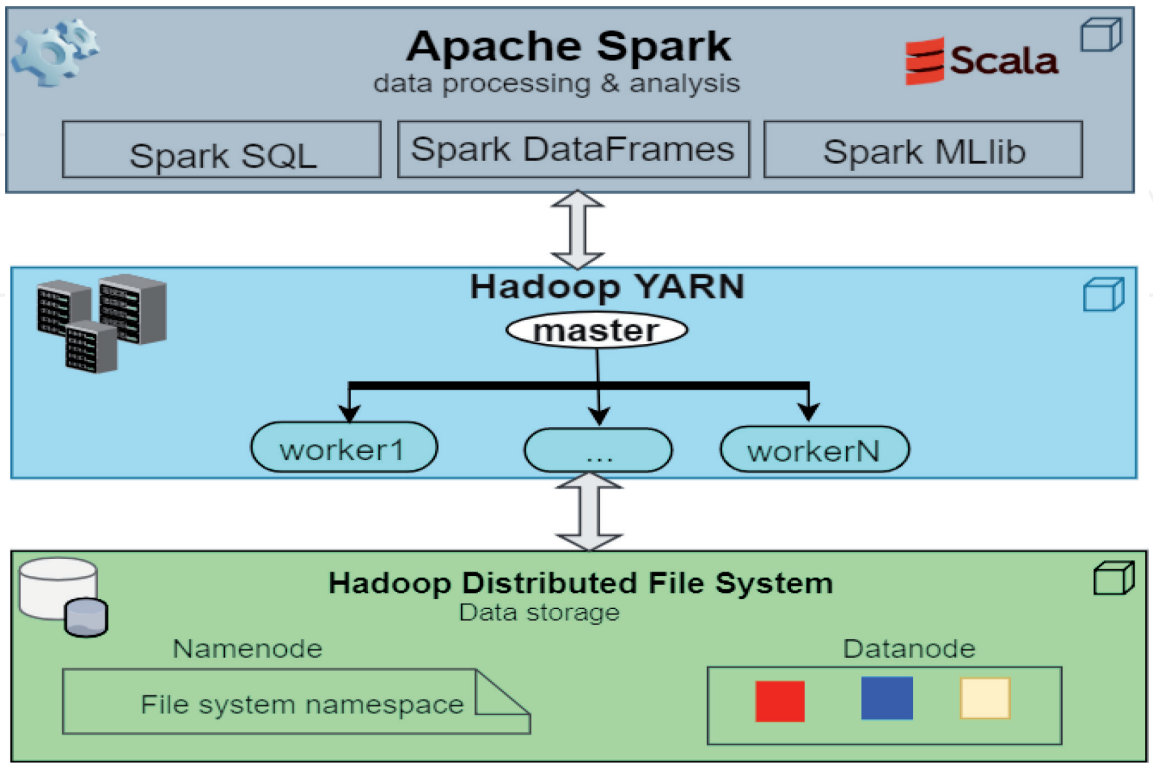 Apache Spark
data processing & analysis
Scala
Spark SQL
Spark DataFrames
Spark MLlib
Hadoop YARN
master
worker1
...
workerN
Hadoop Distributed File System
Data storage
Namenode
Datanode
File system namespace